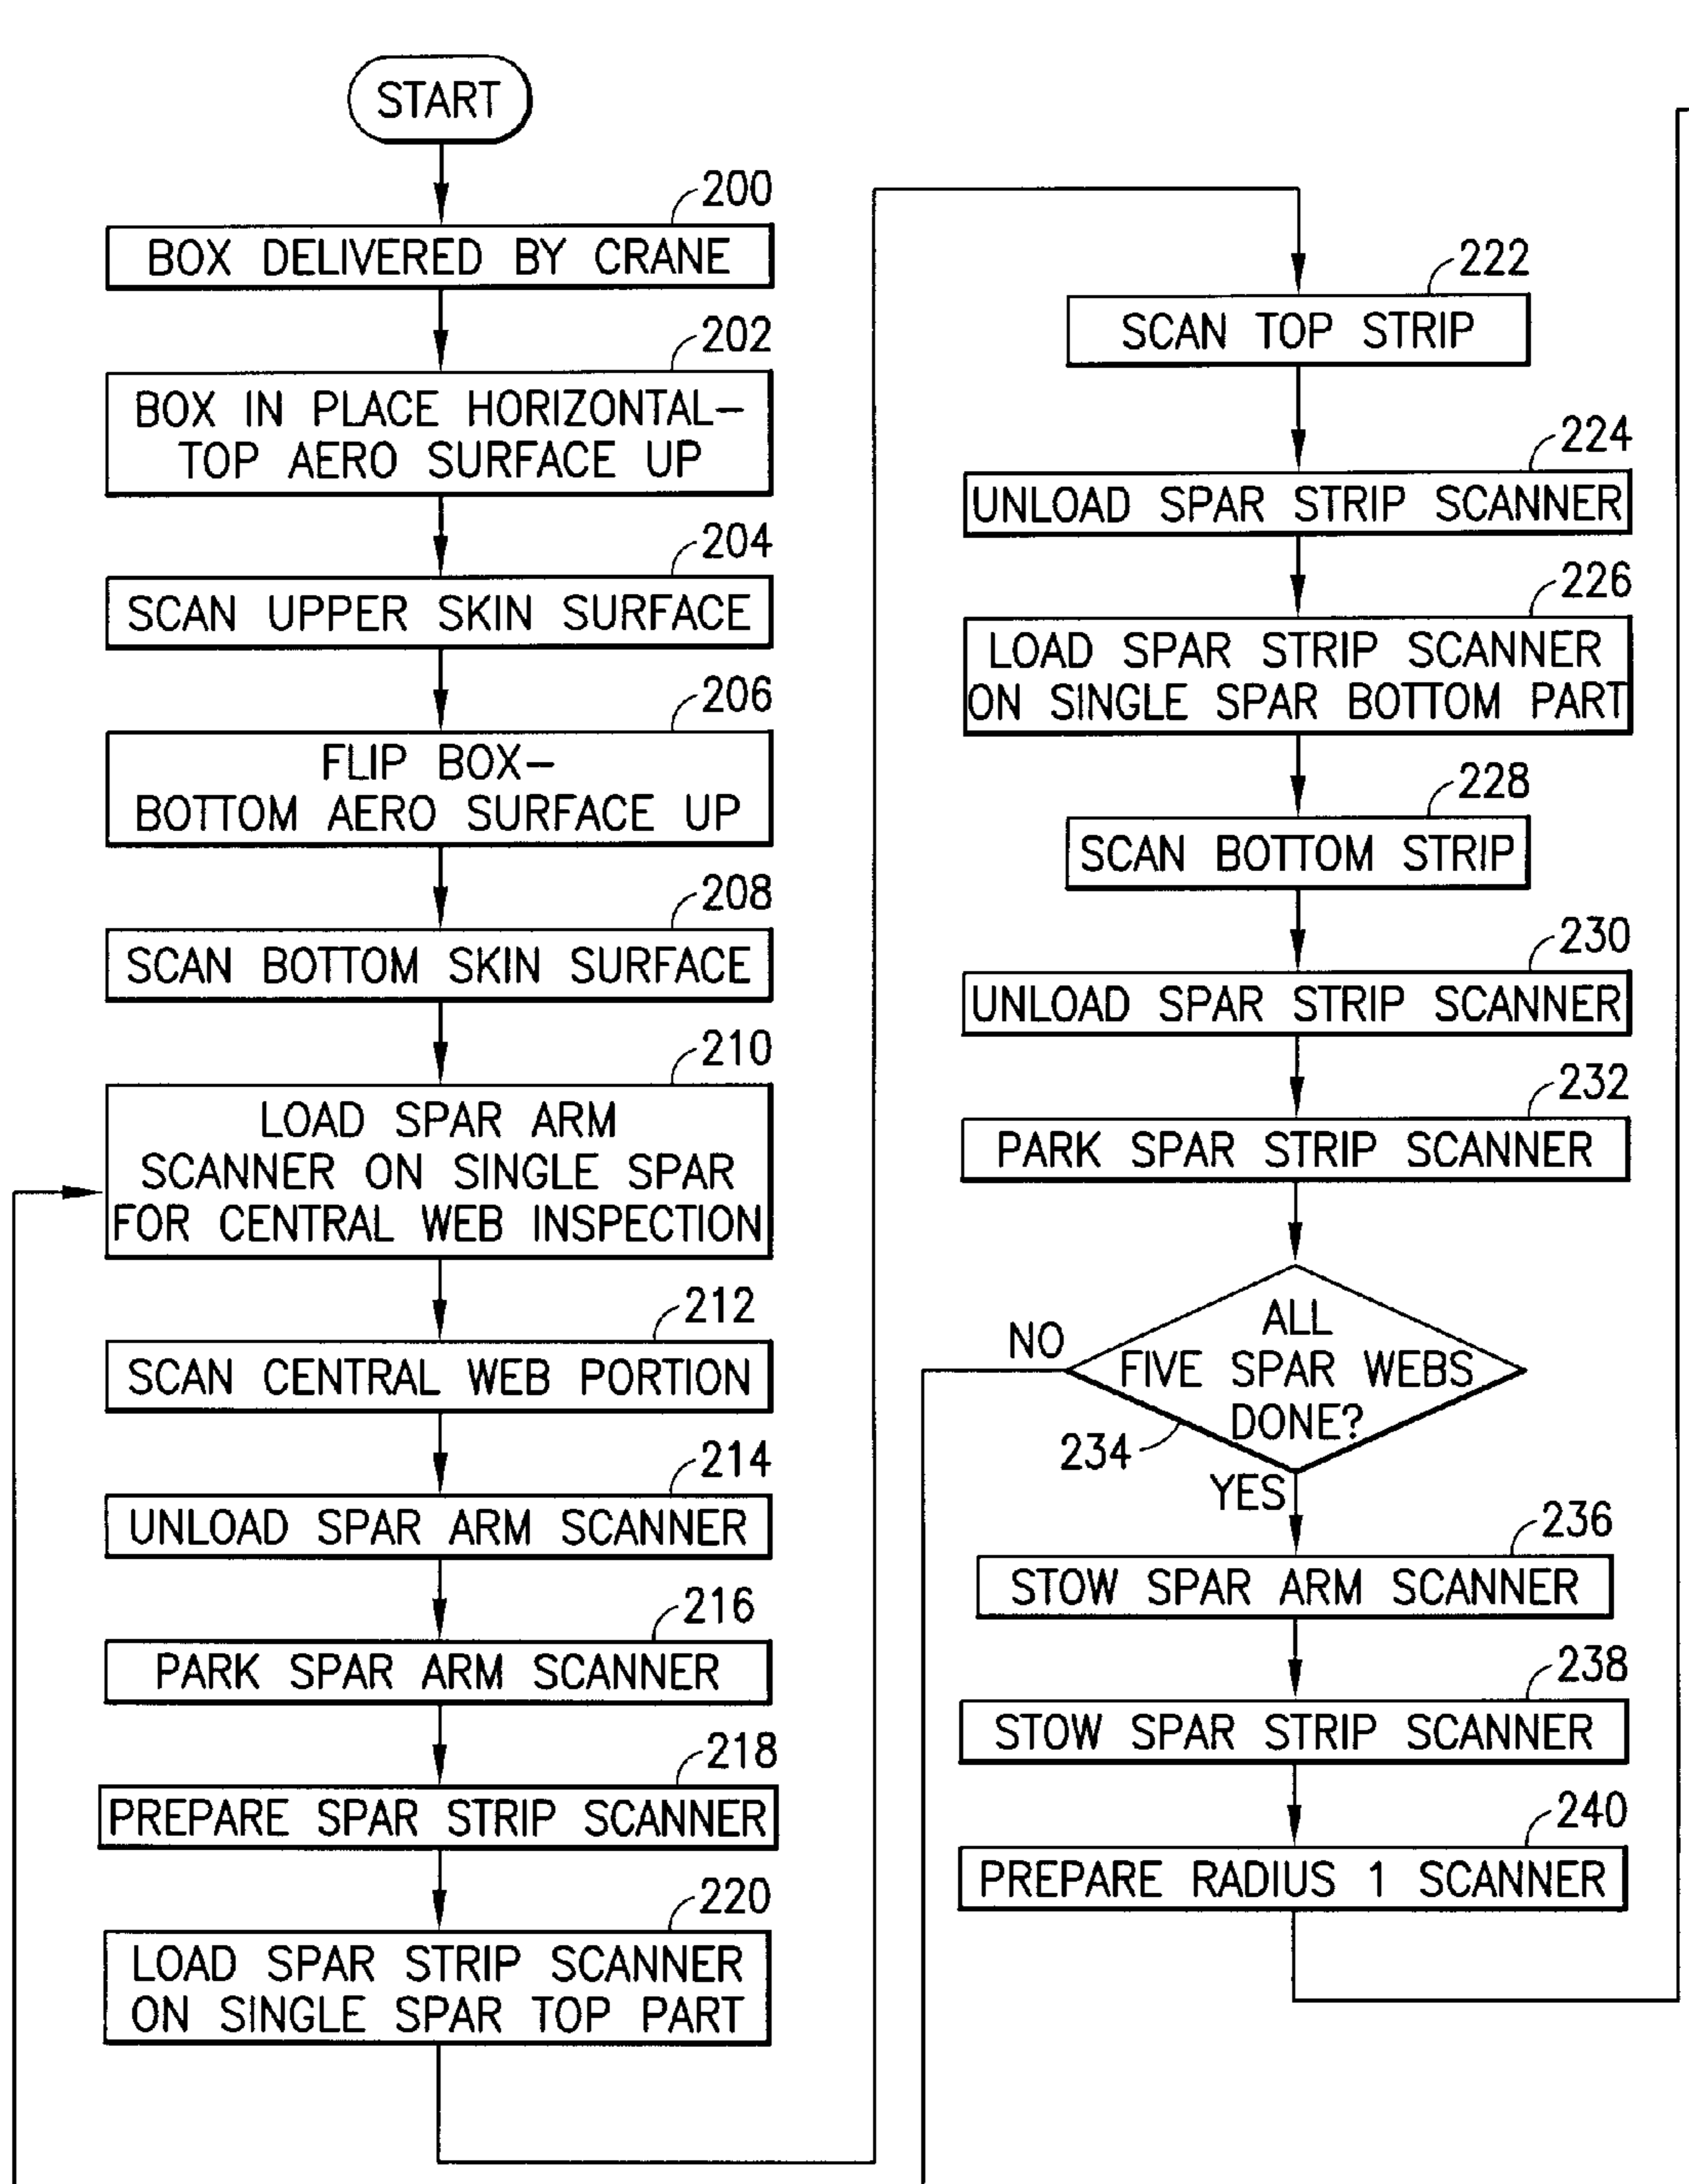 START
200
BOX DELIVERED BY CRANE
202
BOX IN PLACE HORIZONTAL-
TOP AERO SURFACE UP
204
SCAN UPPER SKIN SURFACE
206
FLIP BOX-
BOTTOM AERO SURFACE UP
208
SCAN BOTTOM SKIN SURFACE
210
LOAD SPAR ARM
SCANNER ON SINGLE SPAR
FOR CENTRAL WEB INSPECTION
212
SCAN CENTRAL WEB PORTION
214
UNLOAD SPAR ARM SCANNER
216
PARK SPAR ARM SCANNER
218
PREPARE SPAR STRIP SCANNER
220
LOAD SPAR STRIP SCANNER
ON SINGLE SPAR TOP PART
222
SCAN TOP STRIP
224
UNLOAD SPAR STRIP SCANNER
226
LOAD SPAR STRIP SCANNER
ON SINGLE SPAR BOTTOM PART
228
SCAN BOTTOM STRIP
230
UNLOAD SPAR STRIP SCANNER
232
PARK SPAR STRIP SCANNER
NO
ALL
FIVE SPAR WEBS
DONE?
234
YES
236
STOW SPAR ARM SCANNER
238
STOW SPAR STRIP SCANNER
240
PREPARE RADIUS 1 SCANNER